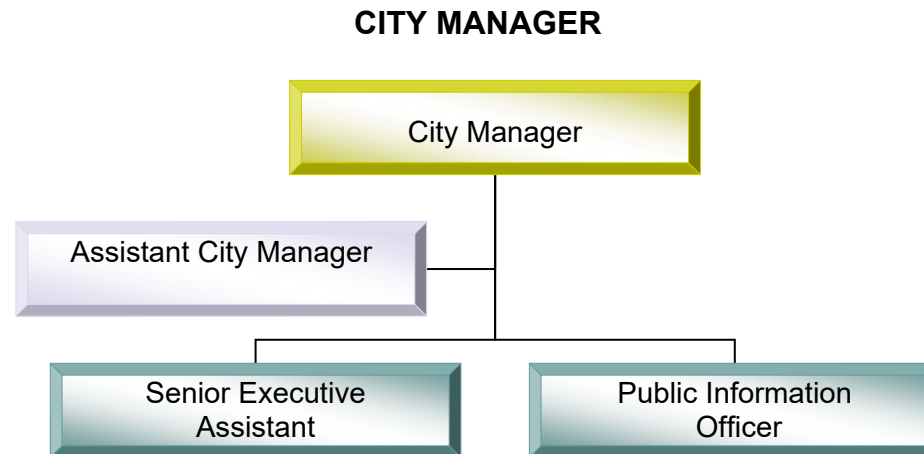 CITY MANAGER
City Manager
Assistant City Manager
Senior Executive
Assistant
Public Information
Officer